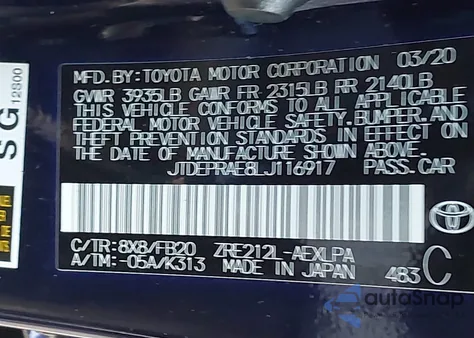 MFD. BY: TOYOTA MOTOR CORPORATION 03/20
GVWR 3935LB GAWR FR 2315LB RR 2140LB
THIS VEHICLE CONFORMS TO ALL APPLICABLE
FEDERAL MOTOR VEHICLE SAFETY, BUMPER, AND
THEFT PREVENTION STANDARDS IN EFFECT ON
THE DATE OF MANUFACTURE SHOWN ABOVE.
JTDEPRAE8LJ116917 PASS. CAR
C/TR: 8X8/FB20 ZRE212L-AEXLPA
A/TM: -05A/K313 MADE IN JAPAN 483 C
SG
12S00
autoSnap